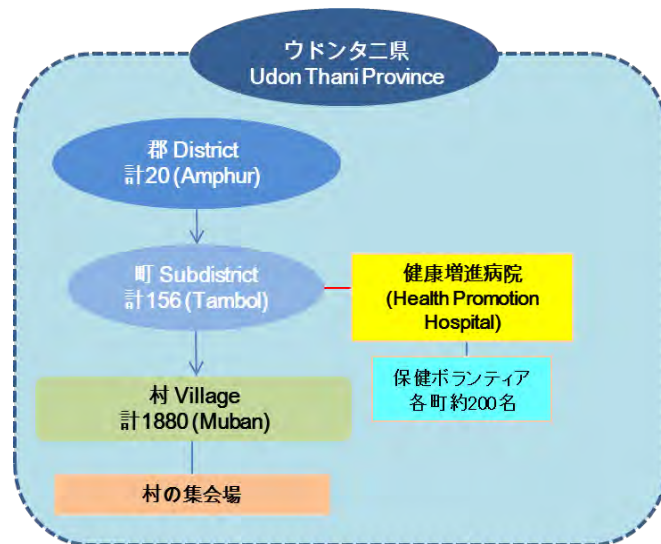 ウドンタニ県
Udon Thani Province
郡 District
計20 (Amphur)
町 Subdistrict
計156 (Tambol)
健康増進病院
(Health Promotion
Hospital)
保健ボランティア
各町約200名
村 Village
計1880 (Muban)
村の集会場